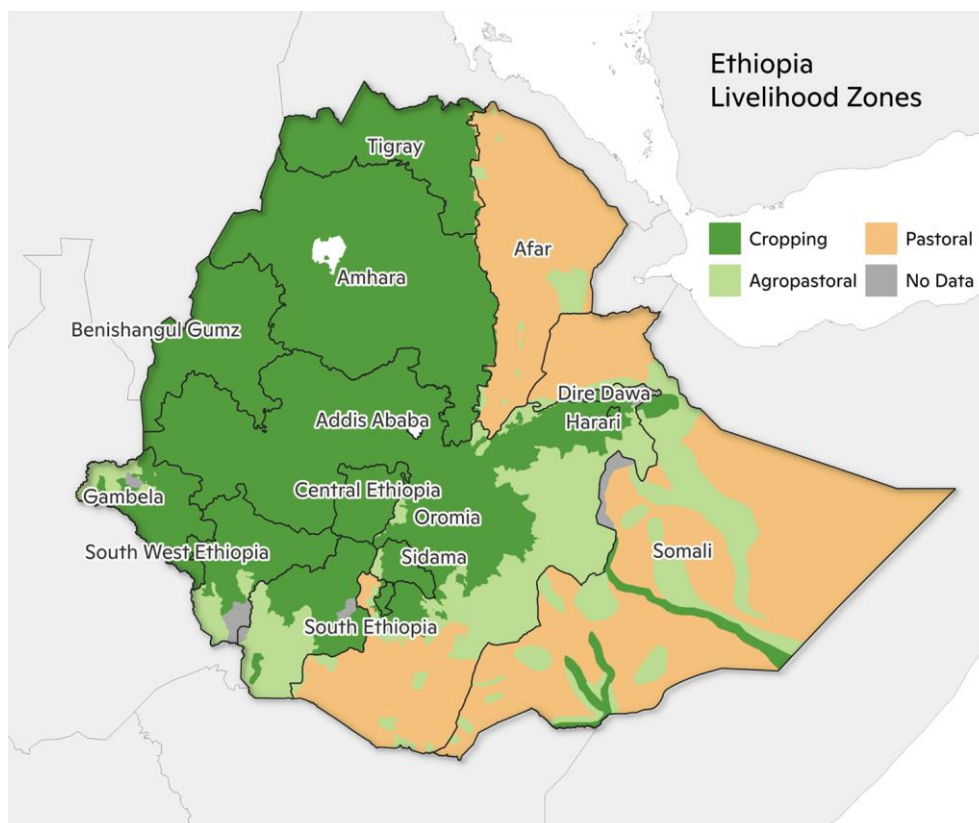 Ethiopia
Livelihood Zones
Cropping
Pastoral
Agropastoral
No Data
Tigray
Afar
Amhara
Benishangul Gumz
Dire Dawa
Addis Ababa
Harari
Gambela
Central Ethiopia
Oromia
South West Ethiopia
Sidama
Somali
South Ethiopia